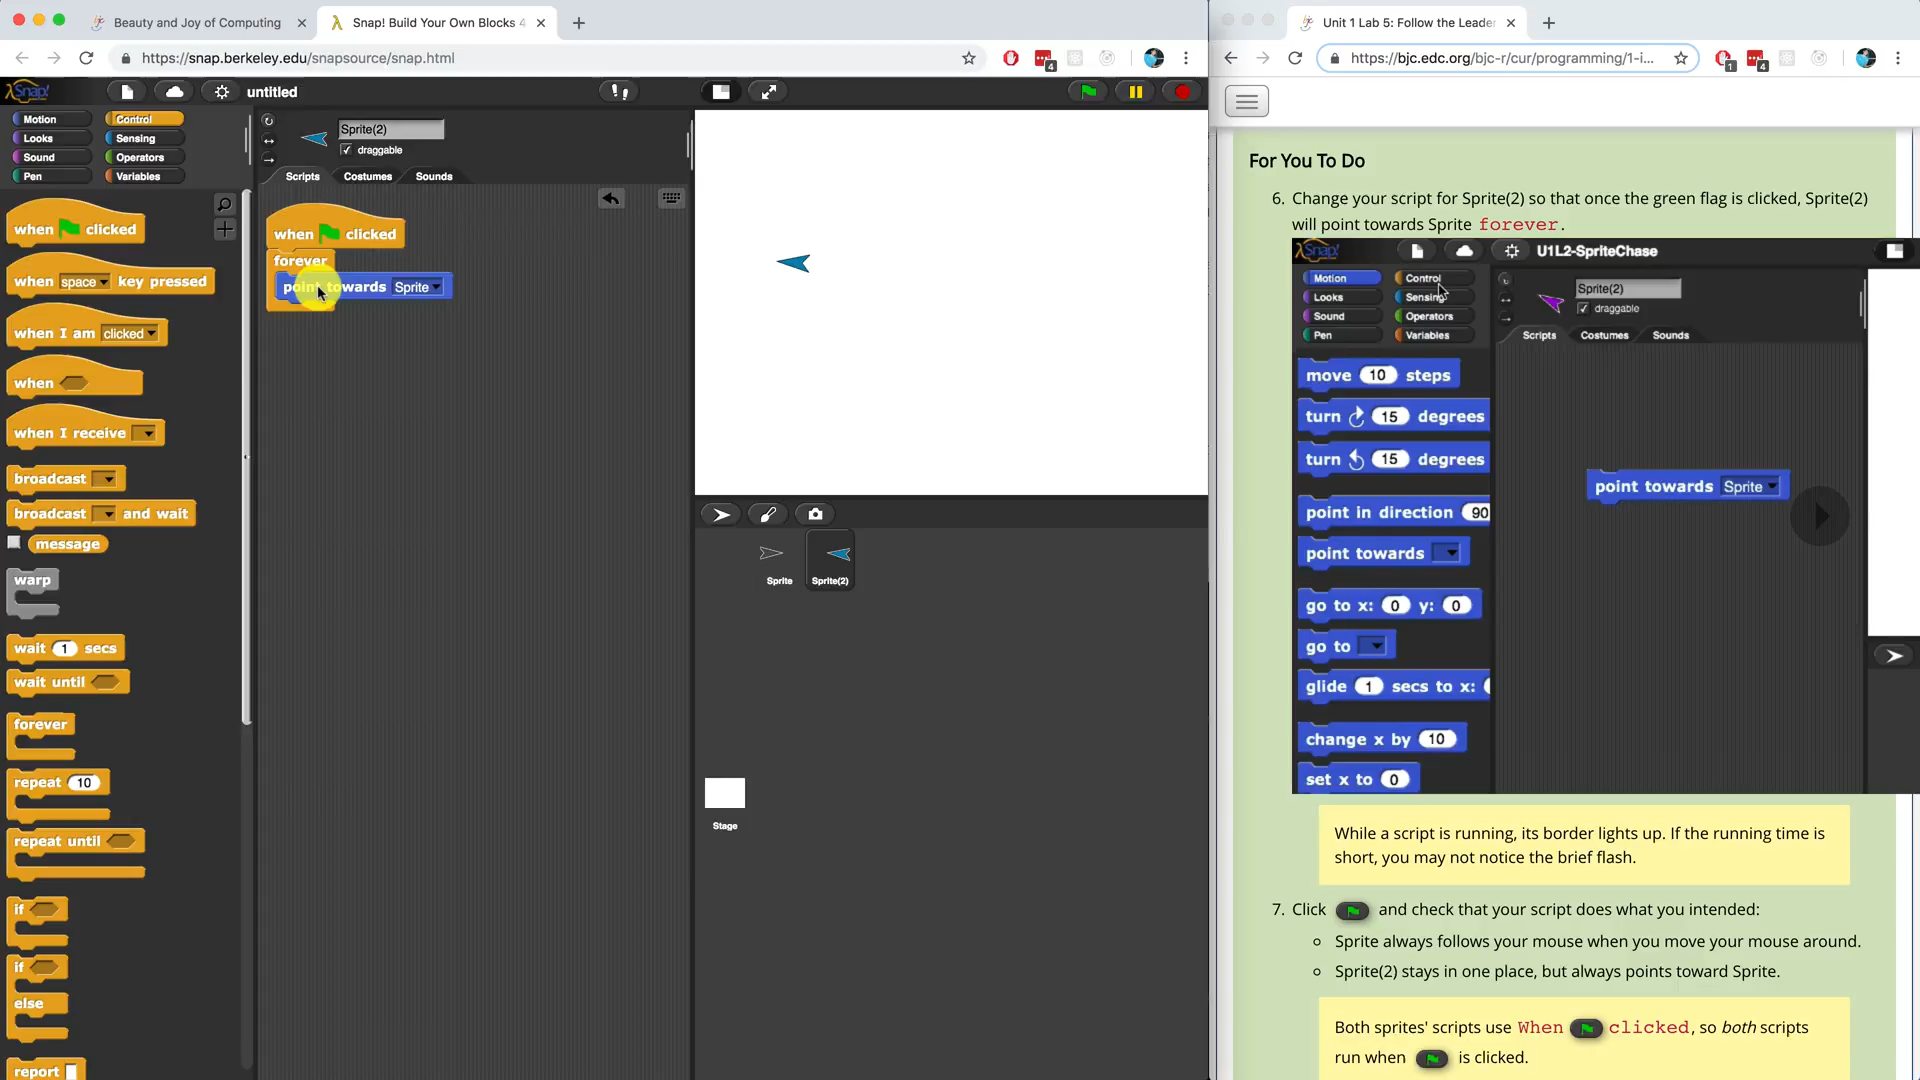 Beauty and Joy of Computing
Snap! Build Your Own Blocks 4
https://snap.berkeley.edu/snapsource/snap.html
4
Snap!
untitled
Motion
Control
Looks
Sensing
Sound
Operators
Pen
Variables
when clicked
when space key pressed
when I am clicked
when
when I receive
broadcast
broadcast and wait
message
warp
wait 1 secs
wait until
forever
repeat 10
repeat until
if
if
else
report
Sprite(2)
draggable
Scripts Costumes Sounds
when clicked
forever
point towards Sprite
Sprite
Sprite(2)
Stage
Unit 1 Lab 5: Follow the Leader
https://bjc.edc.org/bjc-r/cur/programming/1-i...
1
4
For You To Do
6. Change your script for Sprite(2) so that once the green flag is clicked, Sprite(2)
will point towards Sprite forever.
Snap!
U1L2-SpriteChase
Motion
Control
Looks
Sensing
Sound
Operators
Pen
Variables
Sprite(2)
draggable
Scripts Costumes Sounds
move 10 steps
turn 15 degrees
turn 15 degrees
point in direction 90
point towards
go to x: 0 y: 0
go to
glide 1 secs to x:
change x by 10
set x to 0
point towards Sprite
While a script is running, its border lights up. If the running time is
short, you may not notice the brief flash.
7. Click and check that your script does what you intended:
Sprite always follows your mouse when you move your mouse around.
Sprite(2) stays in one place, but always points toward Sprite.
Both sprites' scripts use When clicked, so both scripts
run when is clicked.